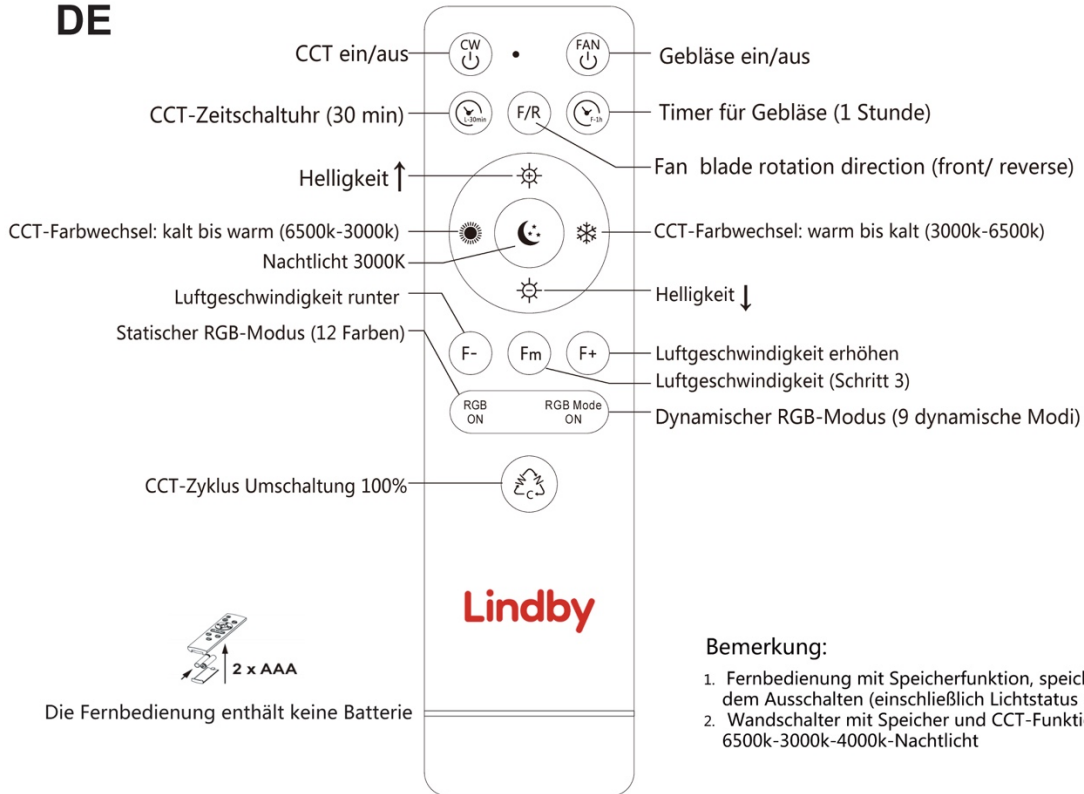 DE
CCT ein/aus
CW
FAN
Gebläse ein/aus
CCT-Zeitschaltuhr (30 min)
L-30min
F/R
F-1h
Timer für Gebläse (1 Stunde)
Fan blade rotation direction (front/ reverse)
Helligkeit ↑
CCT-Farbwechsel: kalt bis warm (6500k-3000k)
CCT-Farbwechsel: warm bis kalt (3000k-6500k)
Nachtlicht 3000K
Helligkeit ↓
Luftgeschwindigkeit runter
Statischer RGB-Modus (12 Farben)
F-
Fm
F+
Luftgeschwindigkeit erhöhen
Luftgeschwindigkeit (Schritt 3)
RGB
ON
RGB Mode
ON
Dynamischer RGB-Modus (9 dynamische Modi)
CCT-Zyklus Umschaltung 100%
C
Lindby
2 x AAA
Die Fernbedienung enthält keine Batterie
Bemerkung:
1. Fernbedienung mit Speicherfunktion,
dem Ausschalten (einschließlich Lichtstatus
2. Wandschalter mit Speicher und
6500k-3000k-4000k-Nachtlicht